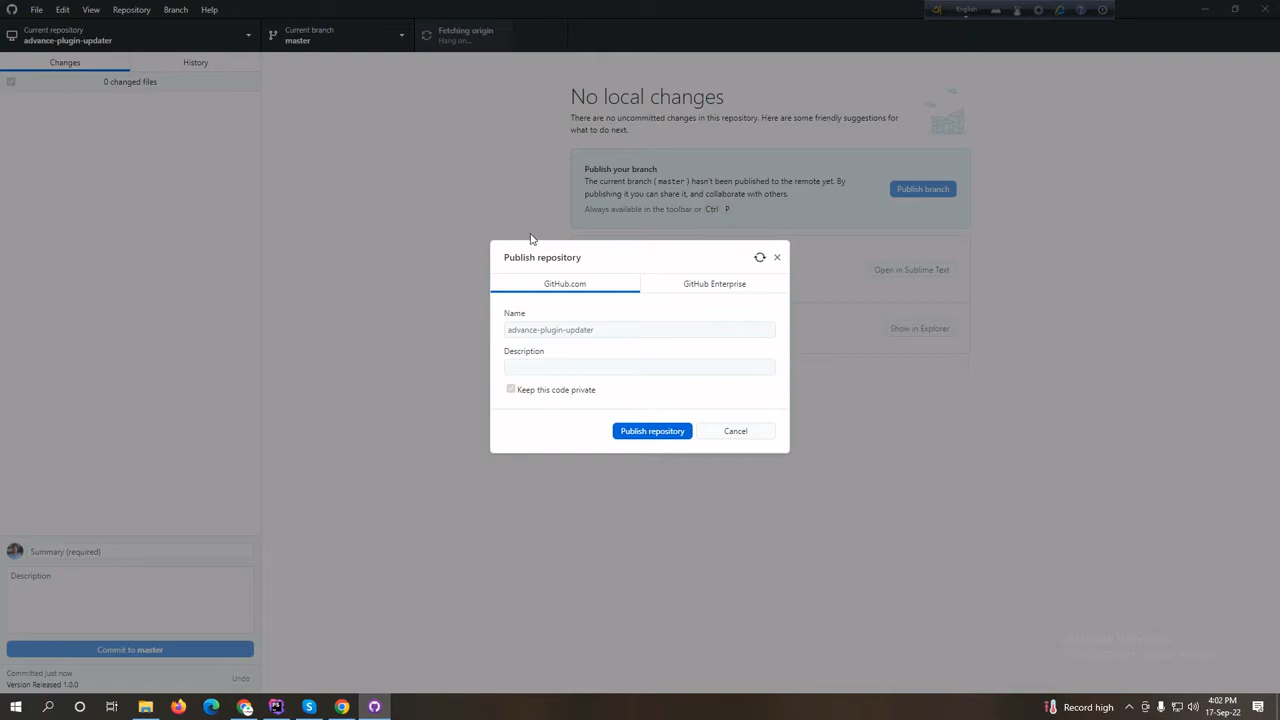 File Edit View Repository Branch Help
English
Current repository
advance-plugin-updater
Current branch
master
Fetching origin
Hang on...
Changes History
0 changed files
No local changes
There are no uncommitted changes in this repository. Here are some friendly suggestions for
what to do next.
Publish your branch
The current branch ( master ) hasn't been published to the remote yet. By
publishing it you can share it, and collaborate with others.
Always available in the toolbar or Ctrl P
Publish branch
Open in Sublime Text
Show in Explorer
Publish repository
GitHub.com GitHub Enterprise
Name
advance-plugin-updater
Description
Keep this code private
Publish repository Cancel
Summary (required)
Description
Commit to master
Committed just now
Version Released 1.0.0
Undo
Activate Windows
Record high
4:02 PM
17-Sep-22